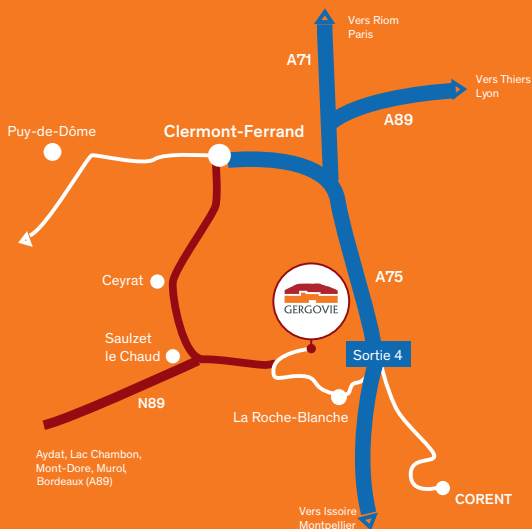 Vers Riom
Paris
A71
Vers Thiers
Lyon
A89
Puy-de-Dôme
Clermont-Ferrand
Ceyrat
A75
GERGOVIE
Saulzet
le Chaud
Sortie 4
N89
La Roche-Blanche
Aydat, Lac Chambon,
Mont-Dore, Murol,
Bordeaux (A89)
CORENT
Vers Issoire
Montpellier